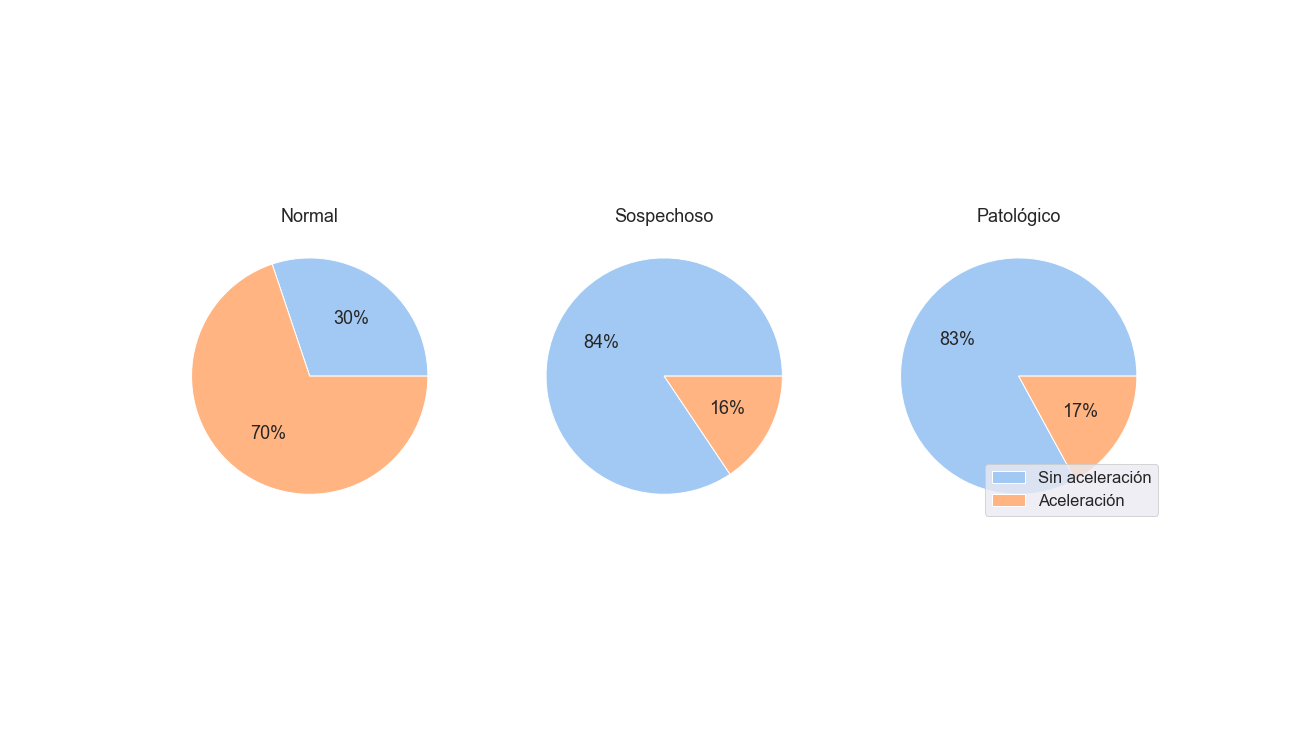 Normal
30%
70%
Sospechoso
84%
16%
Patológico
83%
17%
Sin aceleración
Aceleración